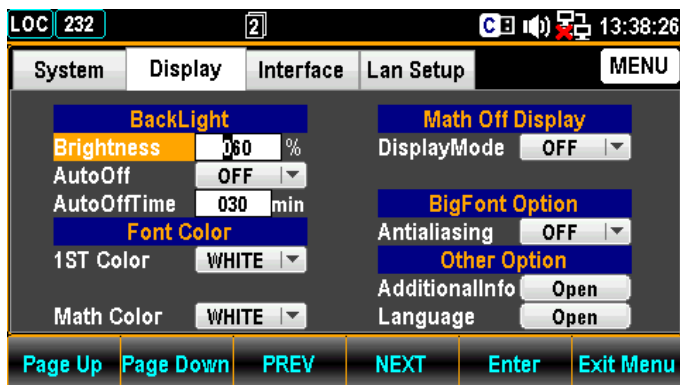 LOC 232 2 C 13:38:26
System Display Interface Lan Setup MENU
BackLight
Brightness 060 %
AutoOff OFF
AutoOffTime 030 min
Font Color
1ST Color WHITE
Math Color WHITE
Math Off Display
DisplayMode OFF
BigFont Option
Antialiasing OFF
Other Option
AdditionalInfo Open
Language Open
Page Up Page Down PREV NEXT Enter Exit Menu